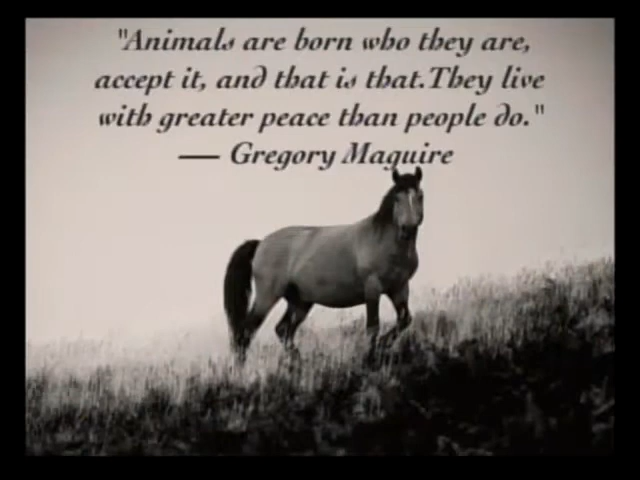 "Animals are born who they are,
accept it, and that is that.They live
with greater peace than people do."
— Gregory Maguire